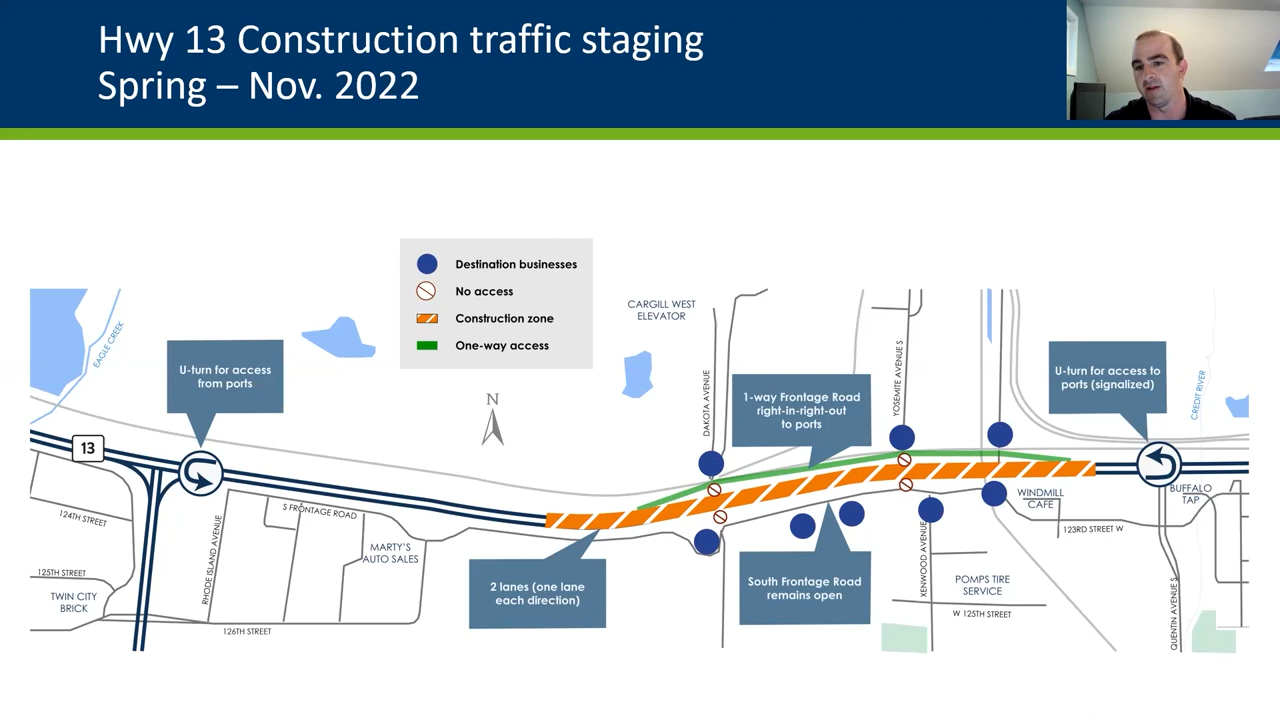 Hwy 13 Construction traffic staging
Spring – Nov. 2022
Destination businesses
No access
Construction zone
One-way access
CARGILL WEST
ELEVATOR
EAGLE CREEK
U-turn for access
from ports
N
DAKOTA AVENUE
1-way Frontage Road
right-in-right-out
to ports
YOSEMITE AVENUE S
U-turn for access to
ports (signalized)
CREDIT RIVER
13
S FRONTAGE ROAD
124TH STREET
RHODE ISLAND AVENUE
MARTY'S
AUTO SALES
WINDMILL
CAFE
BUFFALO
TAP
123RD STREET W
125TH STREET
TWIN CITY
BRICK
126TH STREET
2 lanes (one lane
each direction)
South Frontage Road
remains open
XENWOOD AVENUE
POMPS TIRE
SERVICE
W 125TH STREET
QUENTIN AVENUE S